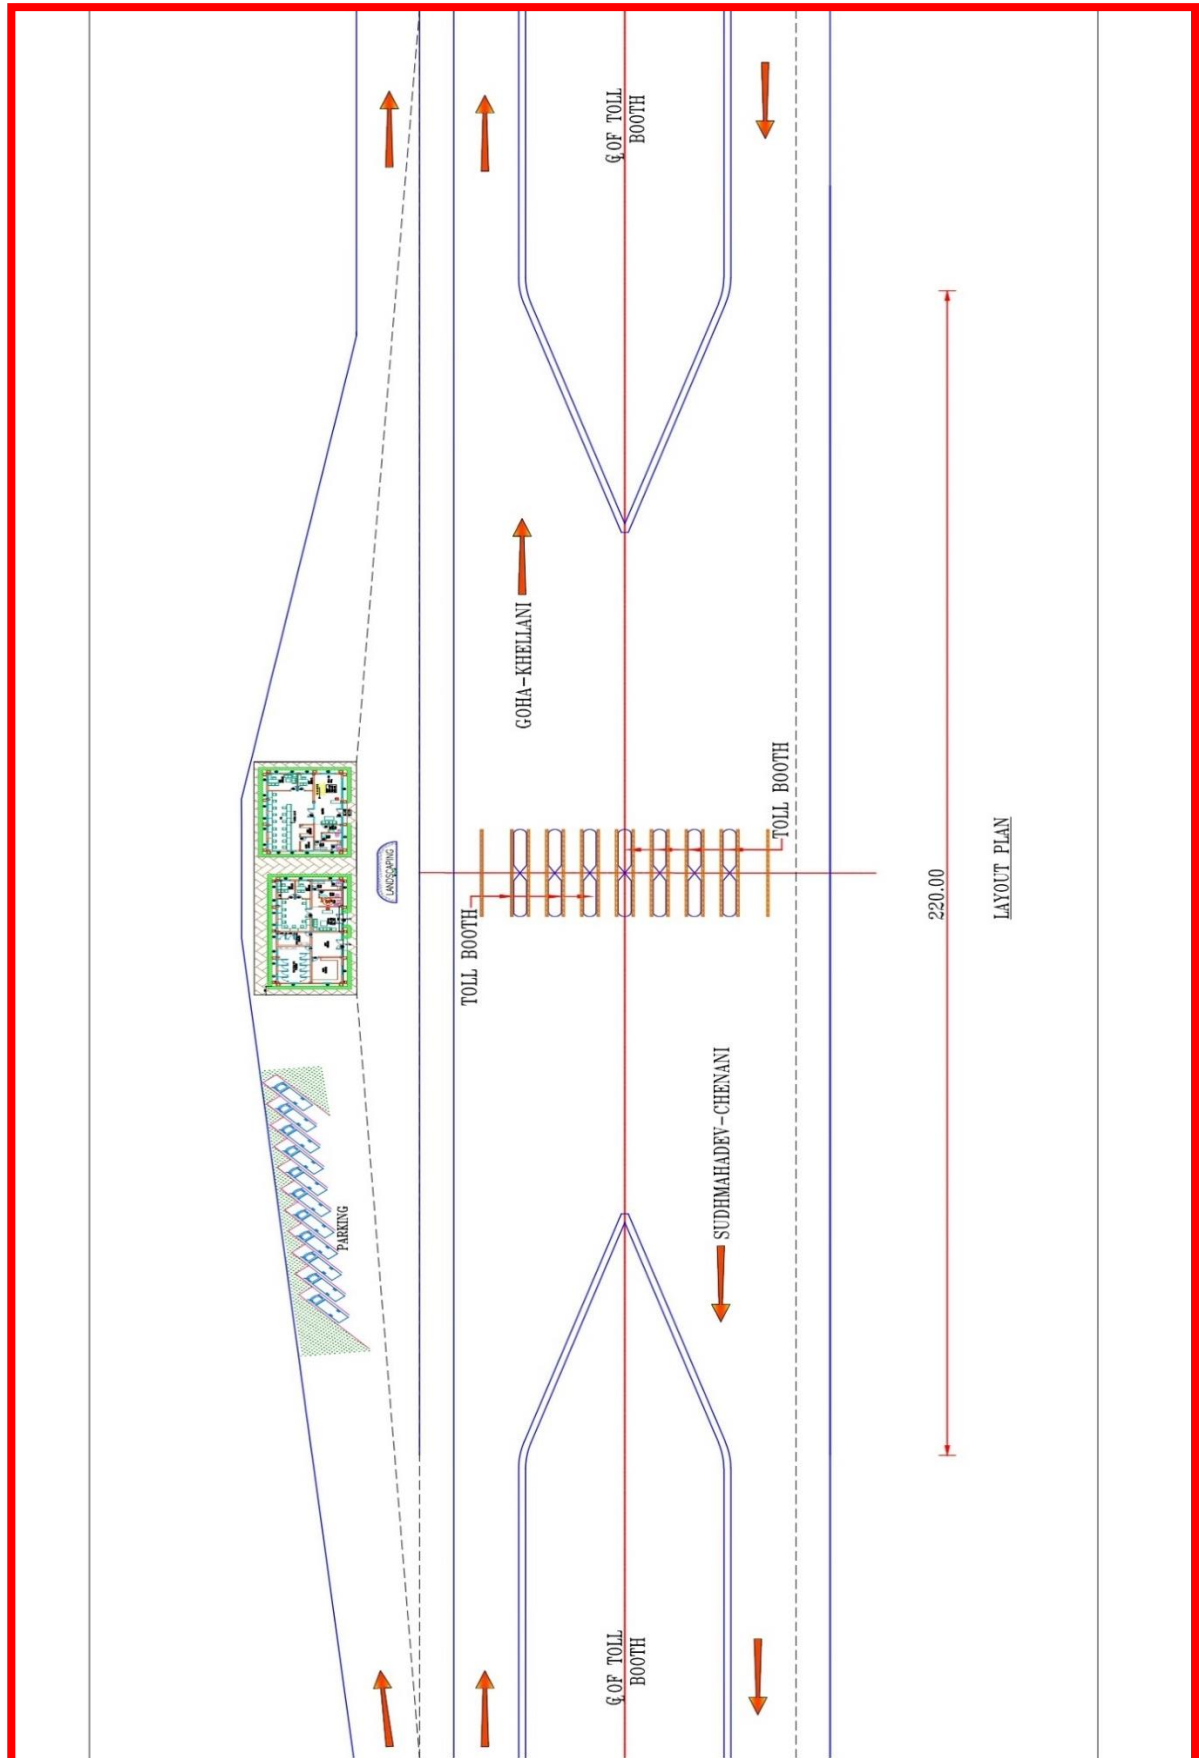 ℄ OF TOLL
BOOTH
GOHA-KHELLANI
TOLL BOOTH
LANDSCAPING
TOLL BOOTH
220.00
LAYOUT PLAN
SUDHMAHADEV-CHENANI
PARKING
℄ OF TOLL
BOOTH